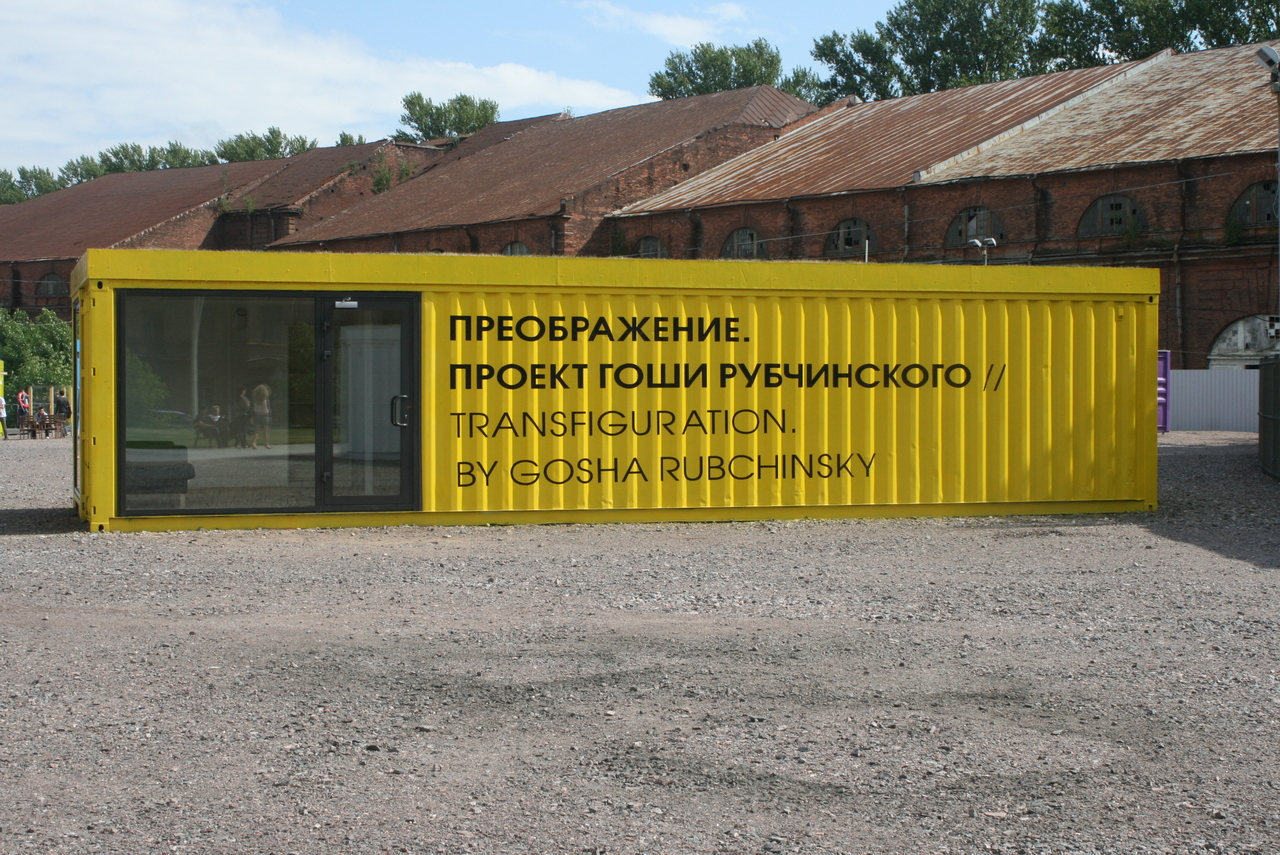 ПРЕОБРАЖЕНИЕ.
ПРОЕКТ ГОШИ РУБЧИНСКОГО //
TRANSFIGURATION.
BY GOSHA RUBCHINSKY